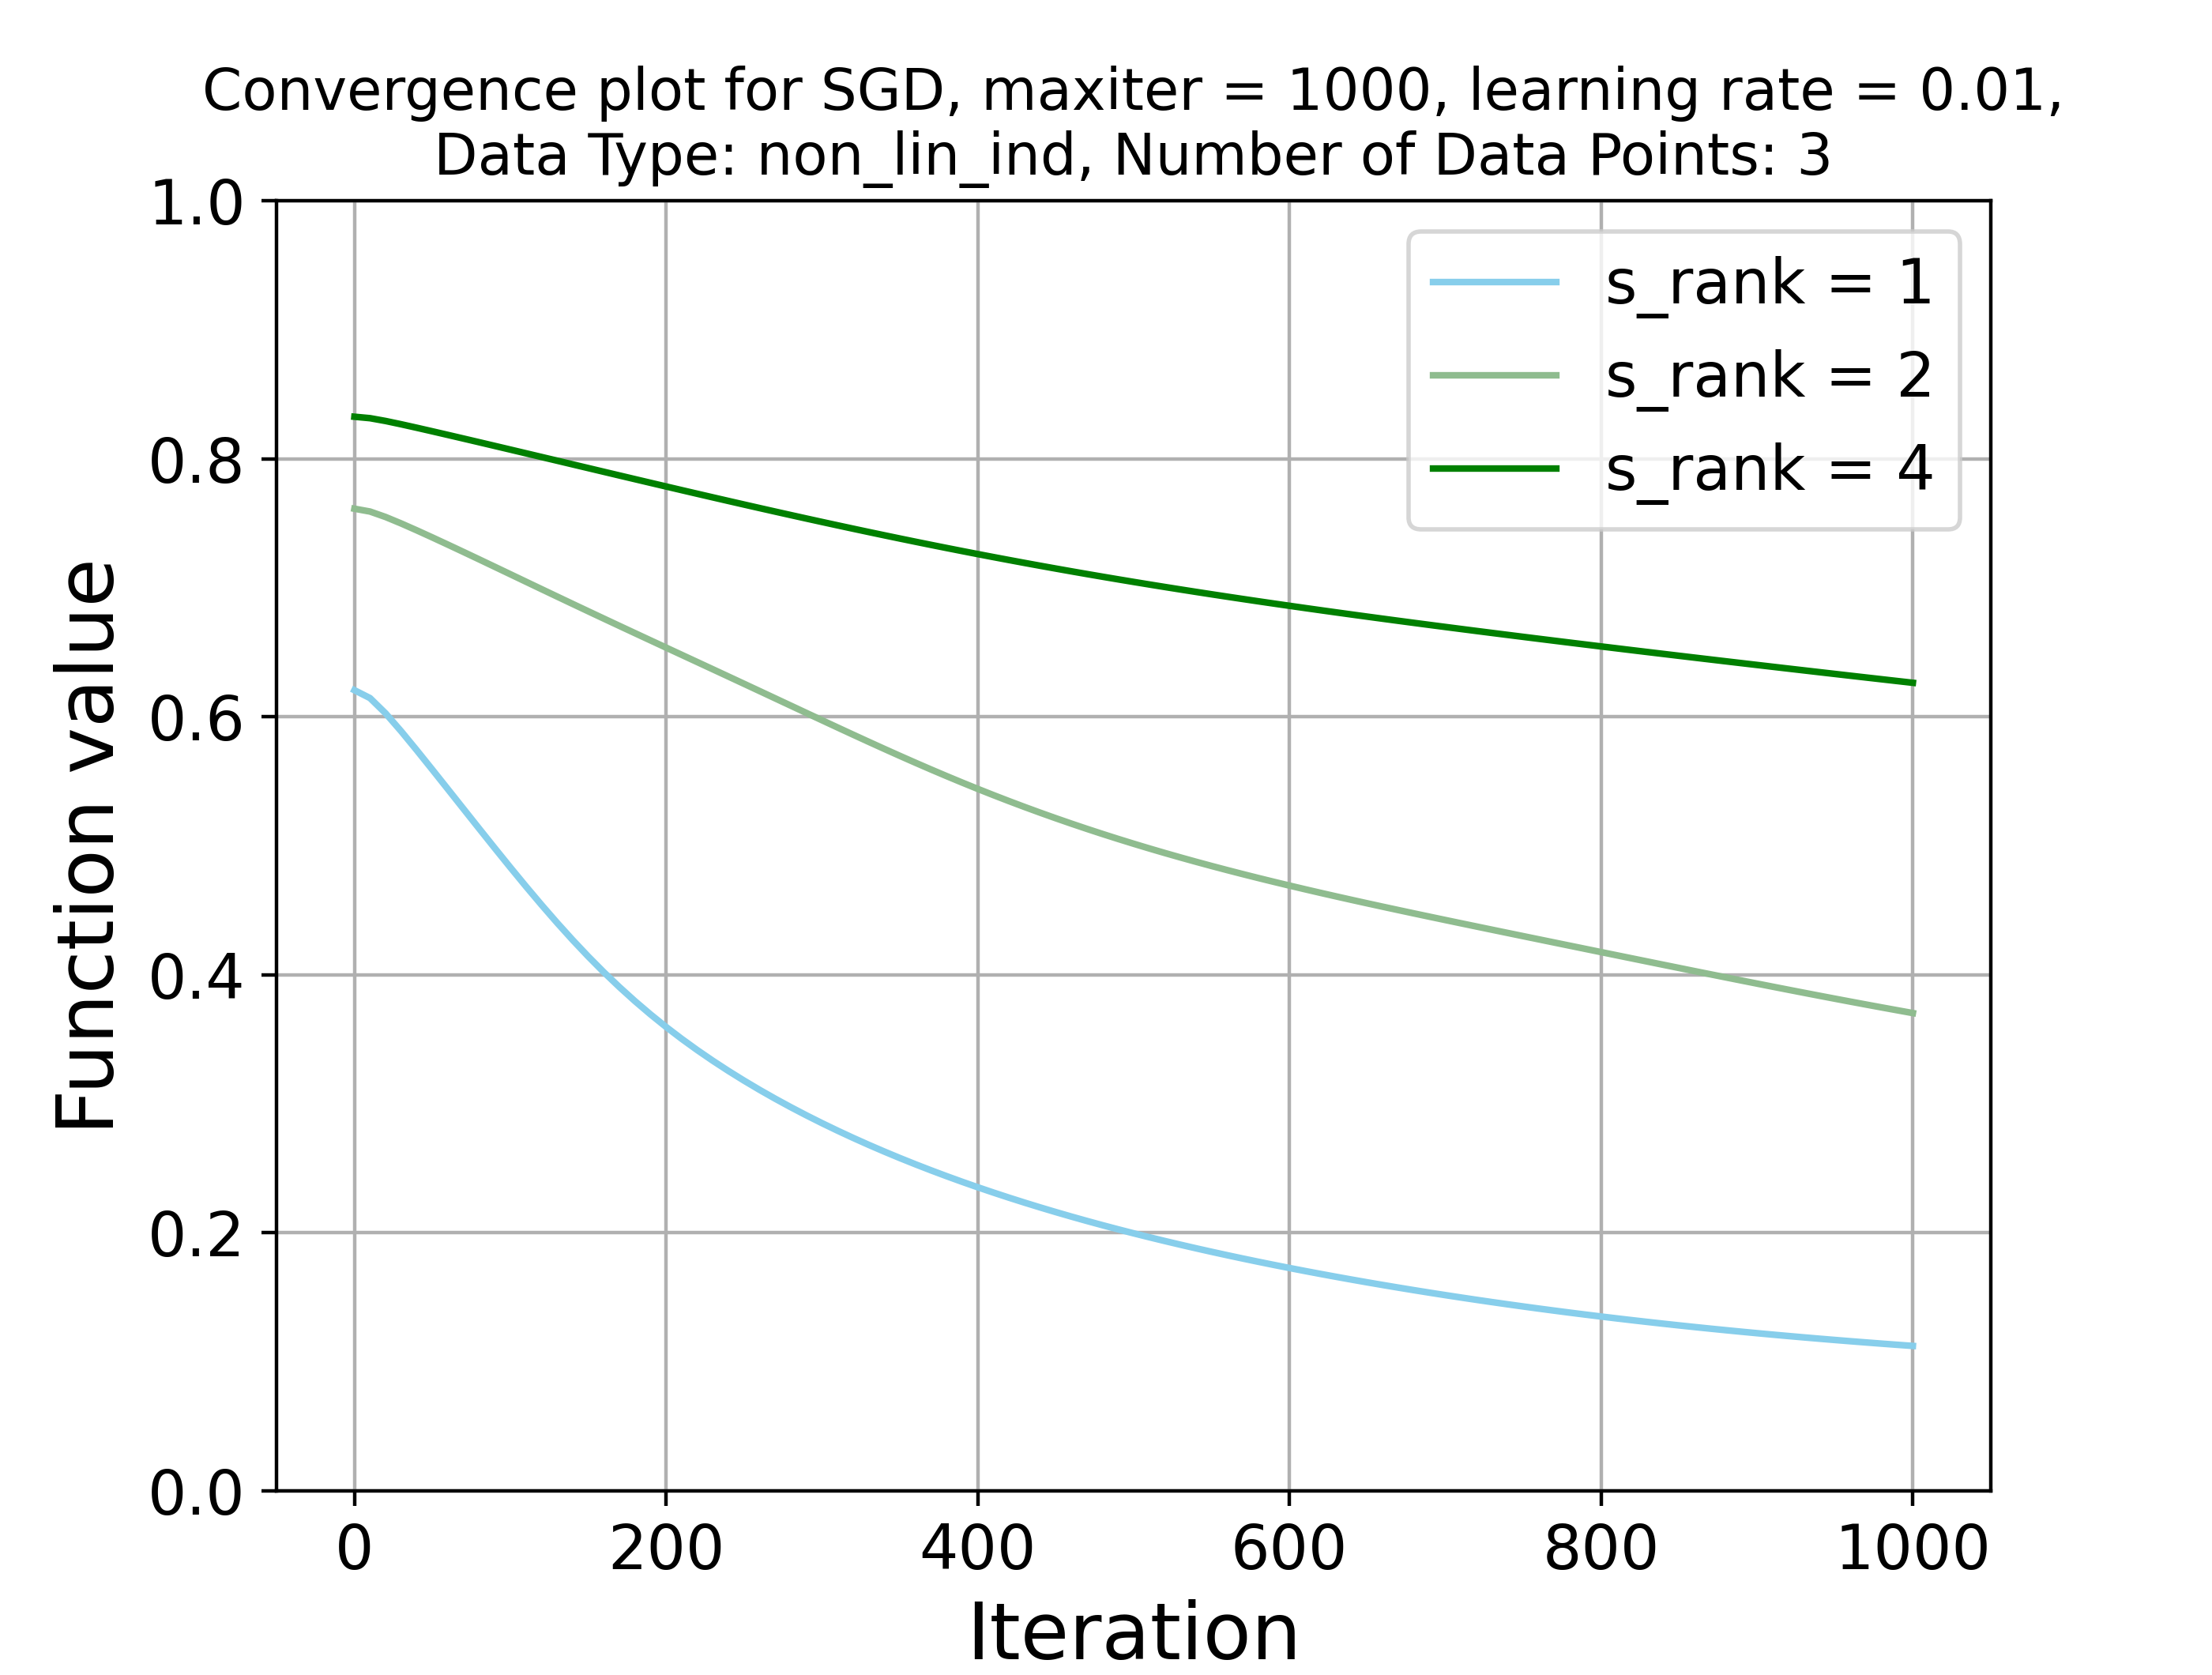 Convergence plot for SGD, maxiter = 1000, learning rate = 0.01,
Data Type: non_lin_ind, Number of Data Points: 3
1.0
0.8
0.6
0.4
0.2
0.0
Function value
s_rank = 1
s_rank = 2
s_rank = 4
0 200 400 600 800 1000
Iteration